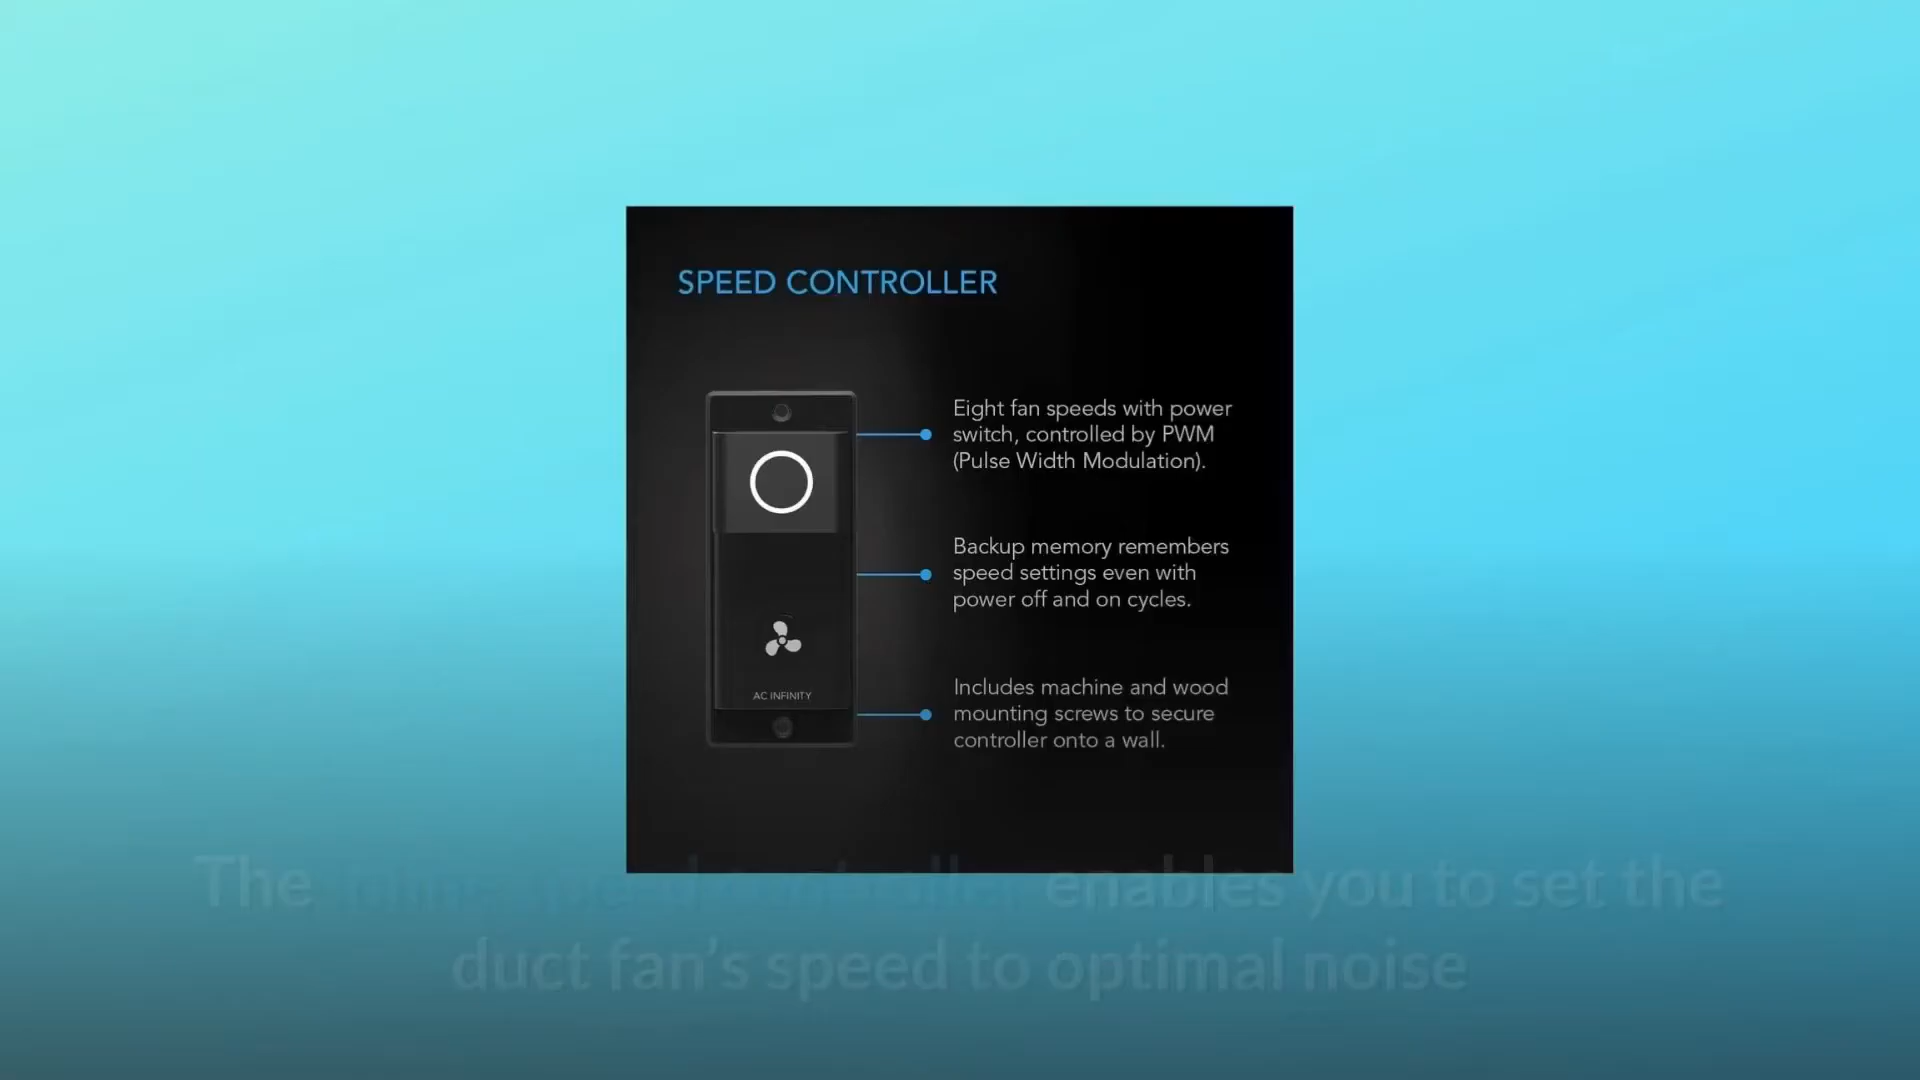 SPEED CONTROLLER
Eight fan speeds with power
switch, controlled by PWM
(Pulse Width Modulation).
Backup memory remembers
speed settings even with
power off and on cycles.
AC INFINITY
Includes machine and wood
mounting screws to secure
controller onto a wall.
The speed controller enables you to set the
duct fan's speed to optimal noise